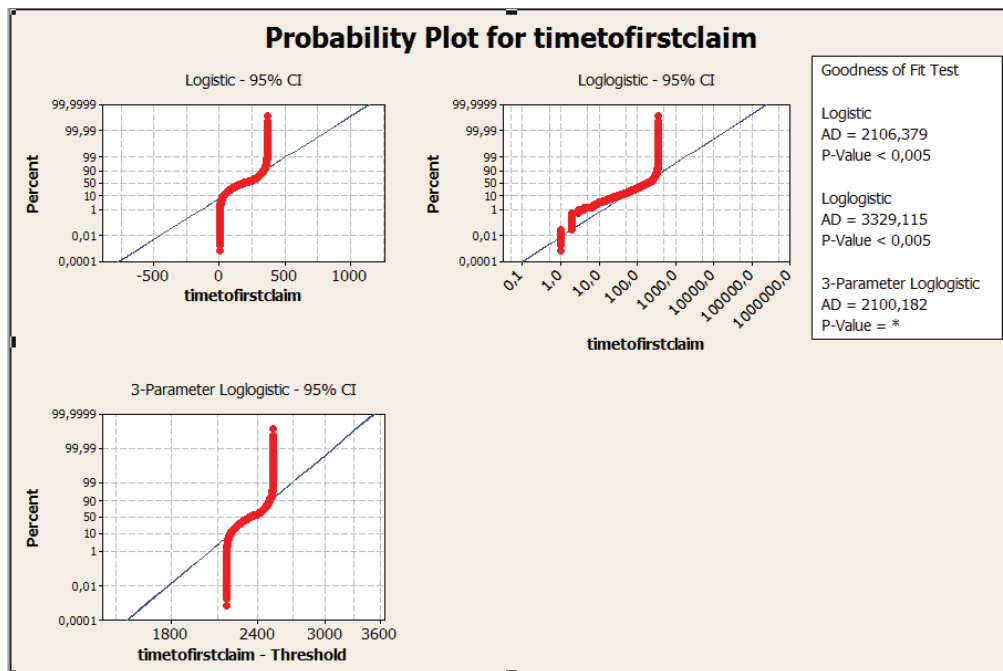 Probability Plot for timetofirstclaim
Logistic - 95% CI
99,9999
99,99
99
90
50
10
1
0,01
0,0001
Percent
-500
0
500
1000
timetofirstclaim
Loglogistic - 95% CI
99,9999
99,99
99
90
50
10
1
0,01
0,0001
Percent
0,1
1,0
10,0
100,0
1000,0
10000,0
100000,0
1000000,0
timetofirstclaim
Goodness of Fit Test
Logistic
AD = 2106,379
P-Value < 0,005
Loglogistic
AD = 3329,115
P-Value < 0,005
3-Parameter Loglogistic
AD = 2100,182
P-Value = *
3-Parameter Loglogistic - 95% CI
99,9999
99,99
99
90
50
10
1
0,01
0,0001
Percent
1800
2400
3000
3600
timetofirstclaim - Threshold